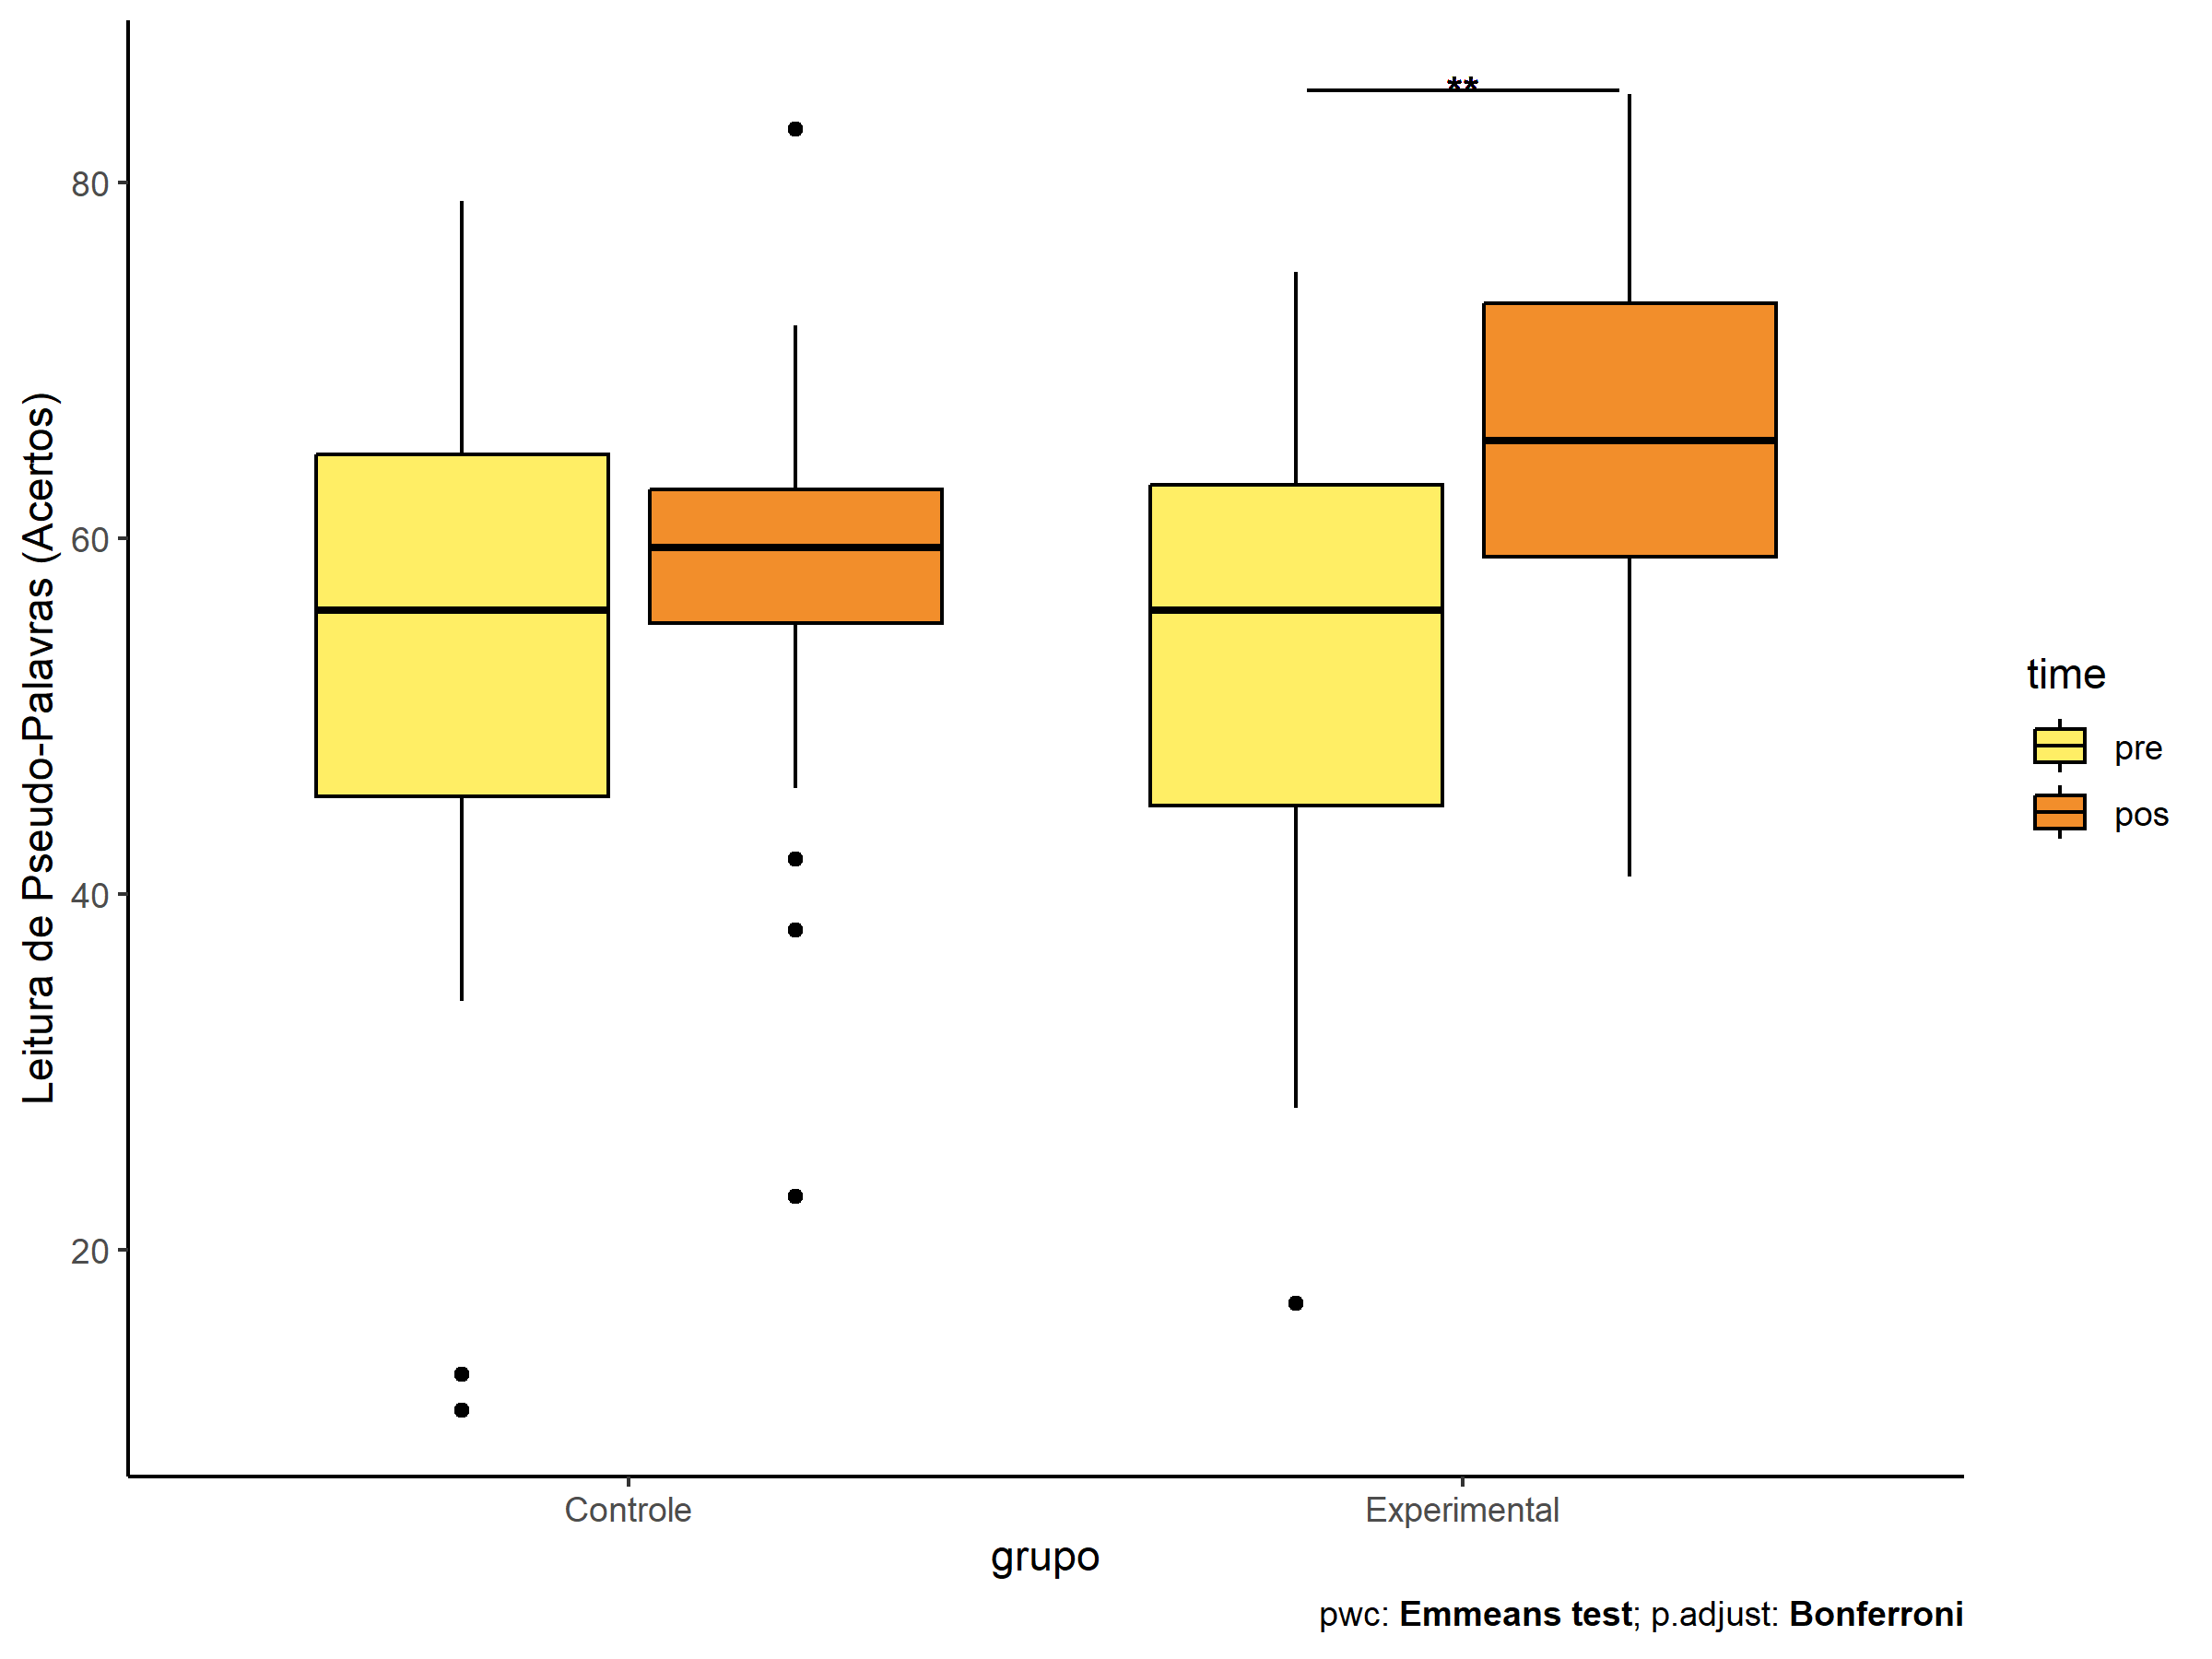 **
80
60
40
20
Leitura de Pseudo-Palavras (Acertos)
Controle
Experimental
grupo
time
pre
pos
pwc: Emmeans test; p.adjust: Bonferroni